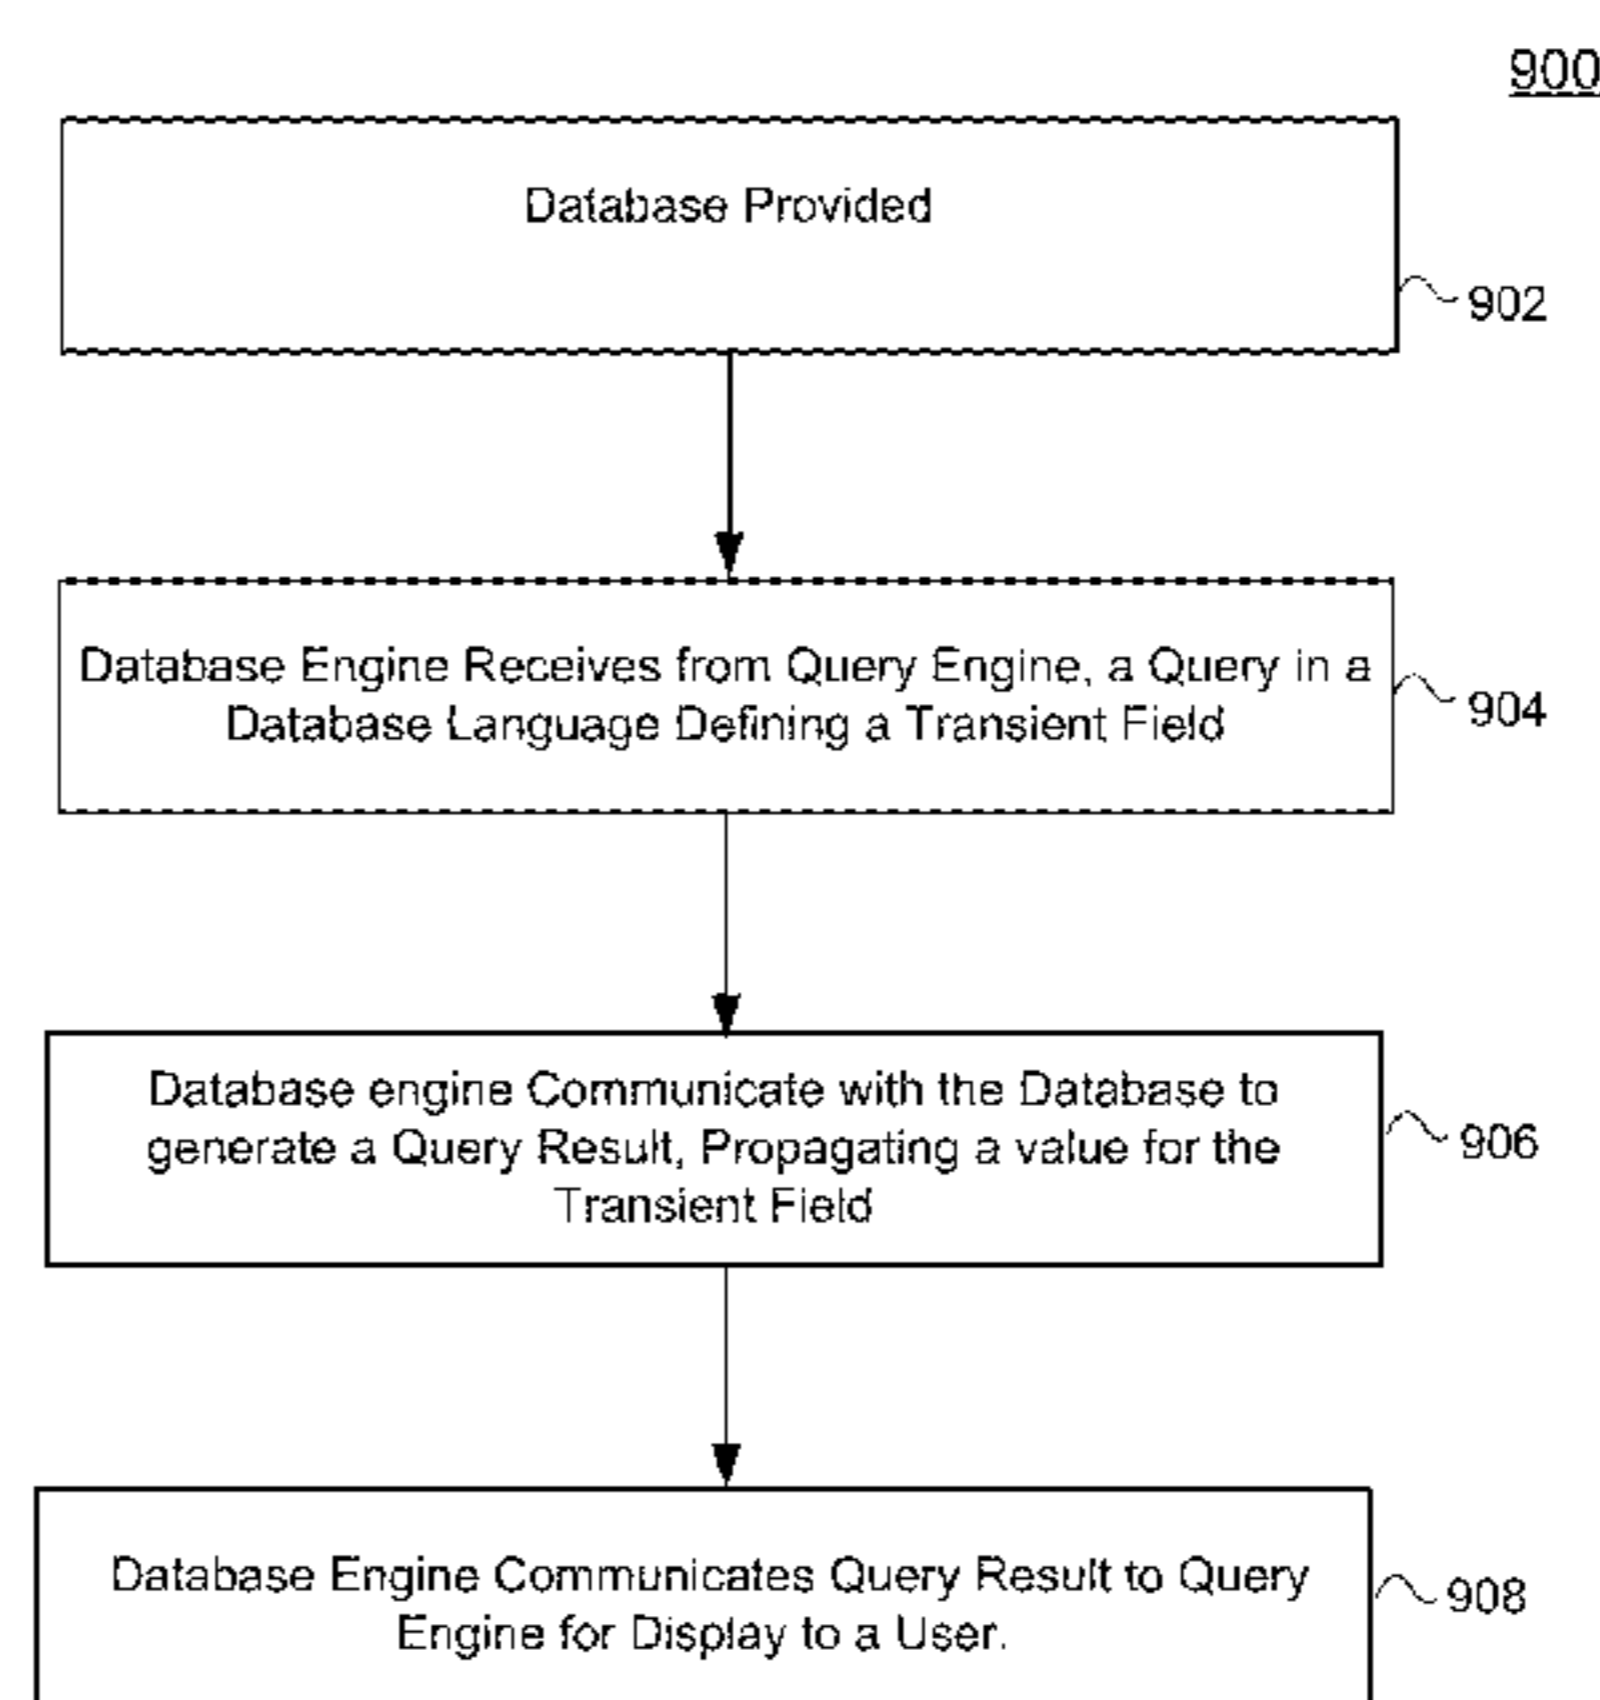 900
Database Provided
902
Database Engine Receives from Query Engine, a Query in a
Database Language Defining a Transient Field
904
Database engine Communicate with the Database to
generate a Query Result, Propagating a value for the
Transient Field
906
Database Engine Communicates Query Result to Query
Engine for Display to a User.
908